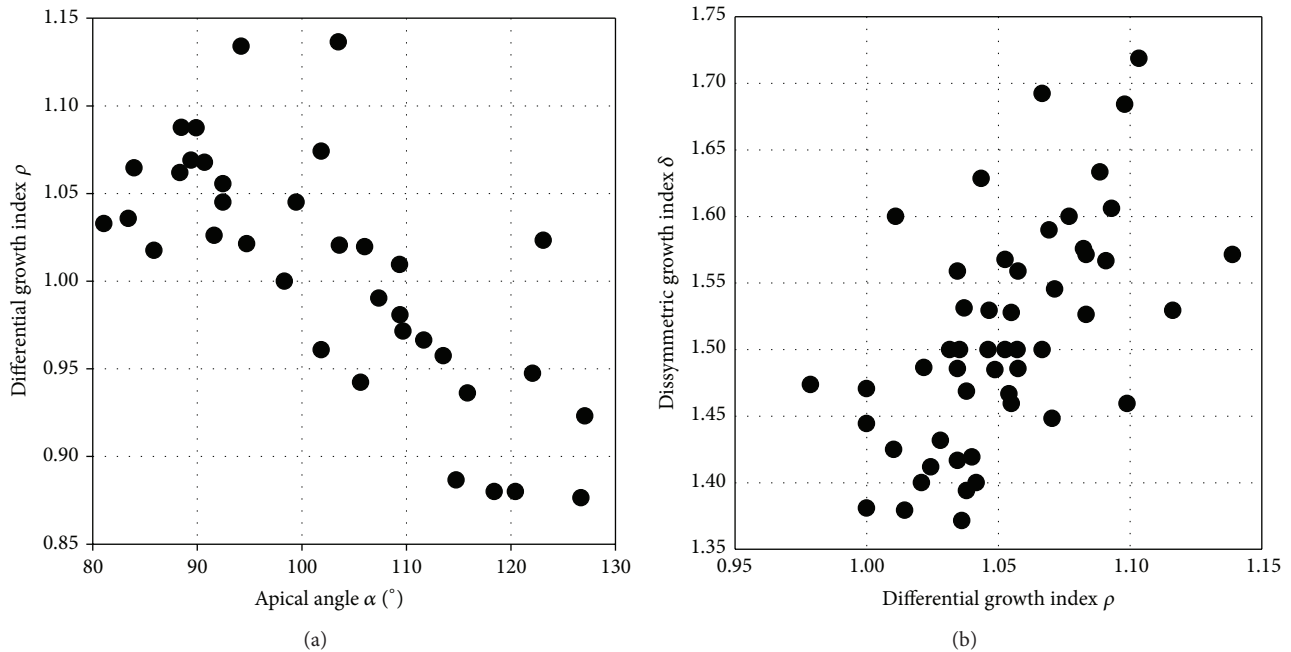 1.15
1.10
1.05
1.00
0.95
0.90
0.85
80 90 100 110 120 130
Differential growth index ρ
Apical angle α (°)
(a)
1.75
1.70
1.65
1.60
1.55
1.50
1.45
1.40
1.35
0.95 1.00 1.05 1.10 1.15
Dissymmetric growth index δ
Differential growth index ρ
(b)